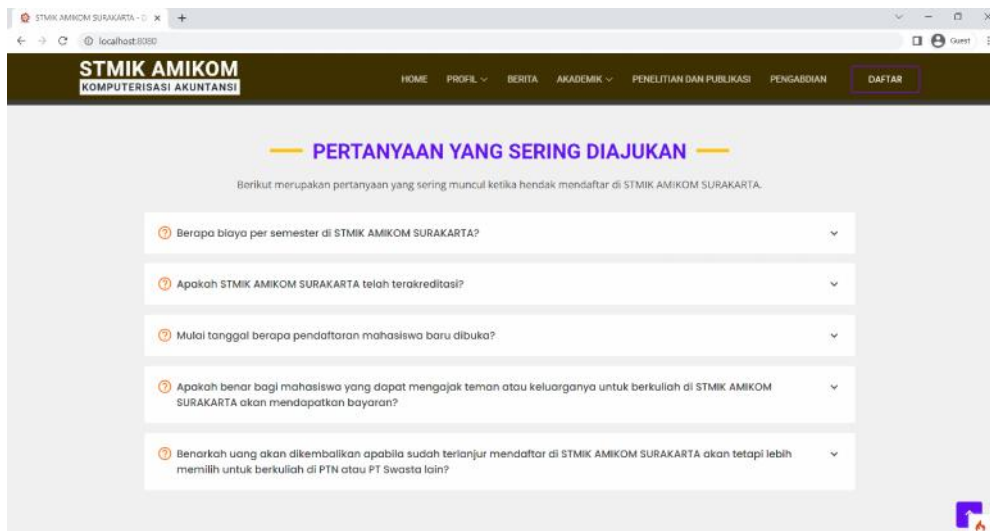 STMIK AMIKOM SURAKARTA - D
localhost:8080
Guest
STMIK AMIKOM
KOMPUTERISASI AKUNTANSI
HOME PROFIL BERITA AKADEMIK PENELITIAN DAN PUBLIKASI PENGABDIAN DAFTAR
PERTANYAAN YANG SERING DIAJUKAN
Berikut merupakan pertanyaan yang sering muncul ketika hendak mendaftar di STMIK AMIKOM SURAKARTA.
Berapa biaya per semester di STMIK AMIKOM SURAKARTA?
Apakah STMIK AMIKOM SURAKARTA telah terakreditasi?
Mulai tanggal berapa pendaftaran mahasiswa baru dibuka?
Apakah benar bagi mahasiswa yang dapat mengajak teman atau keluarganya untuk berkuliah di STMIK AMIKOM
SURAKARTA akan mendapatkan bayaran?
Benarkah uang akan dikembalikan apabila sudah terlanjur mendaftar di STMIK AMIKOM SURAKARTA akan tetapi lebih
memilih untuk berkuliah di PTN atau PT Swasta lain?